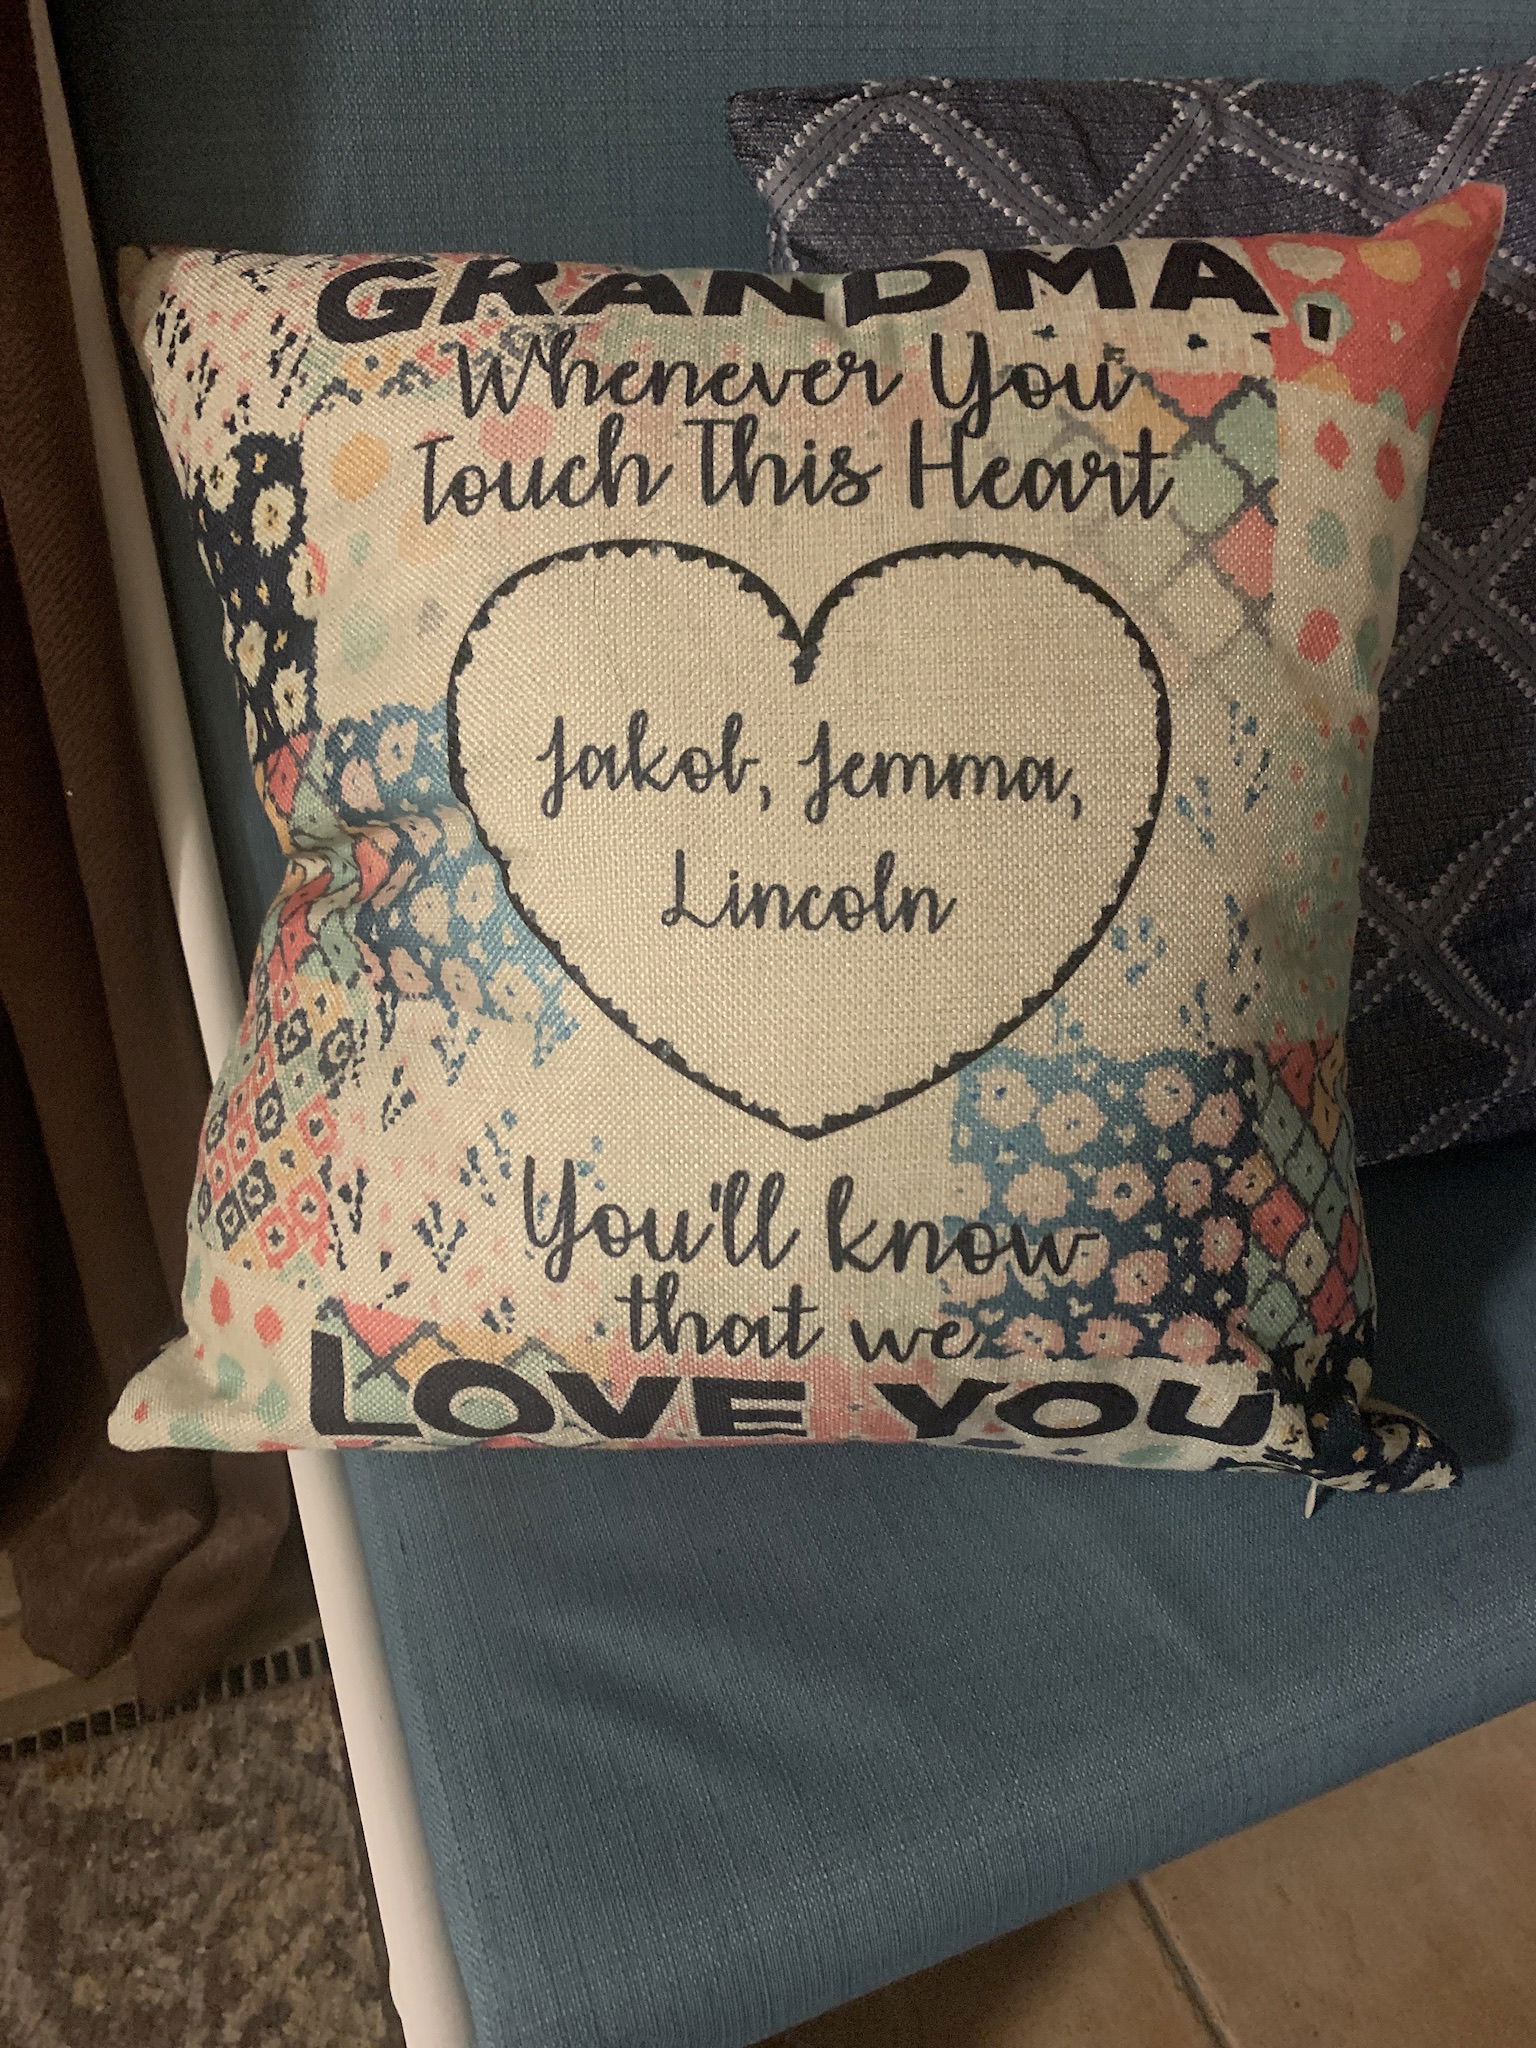 GRANDMA,
Whenever You
Touch This Heart
Jakob, Jemma,
Lincoln
You'll know
that we
LOVE YOU